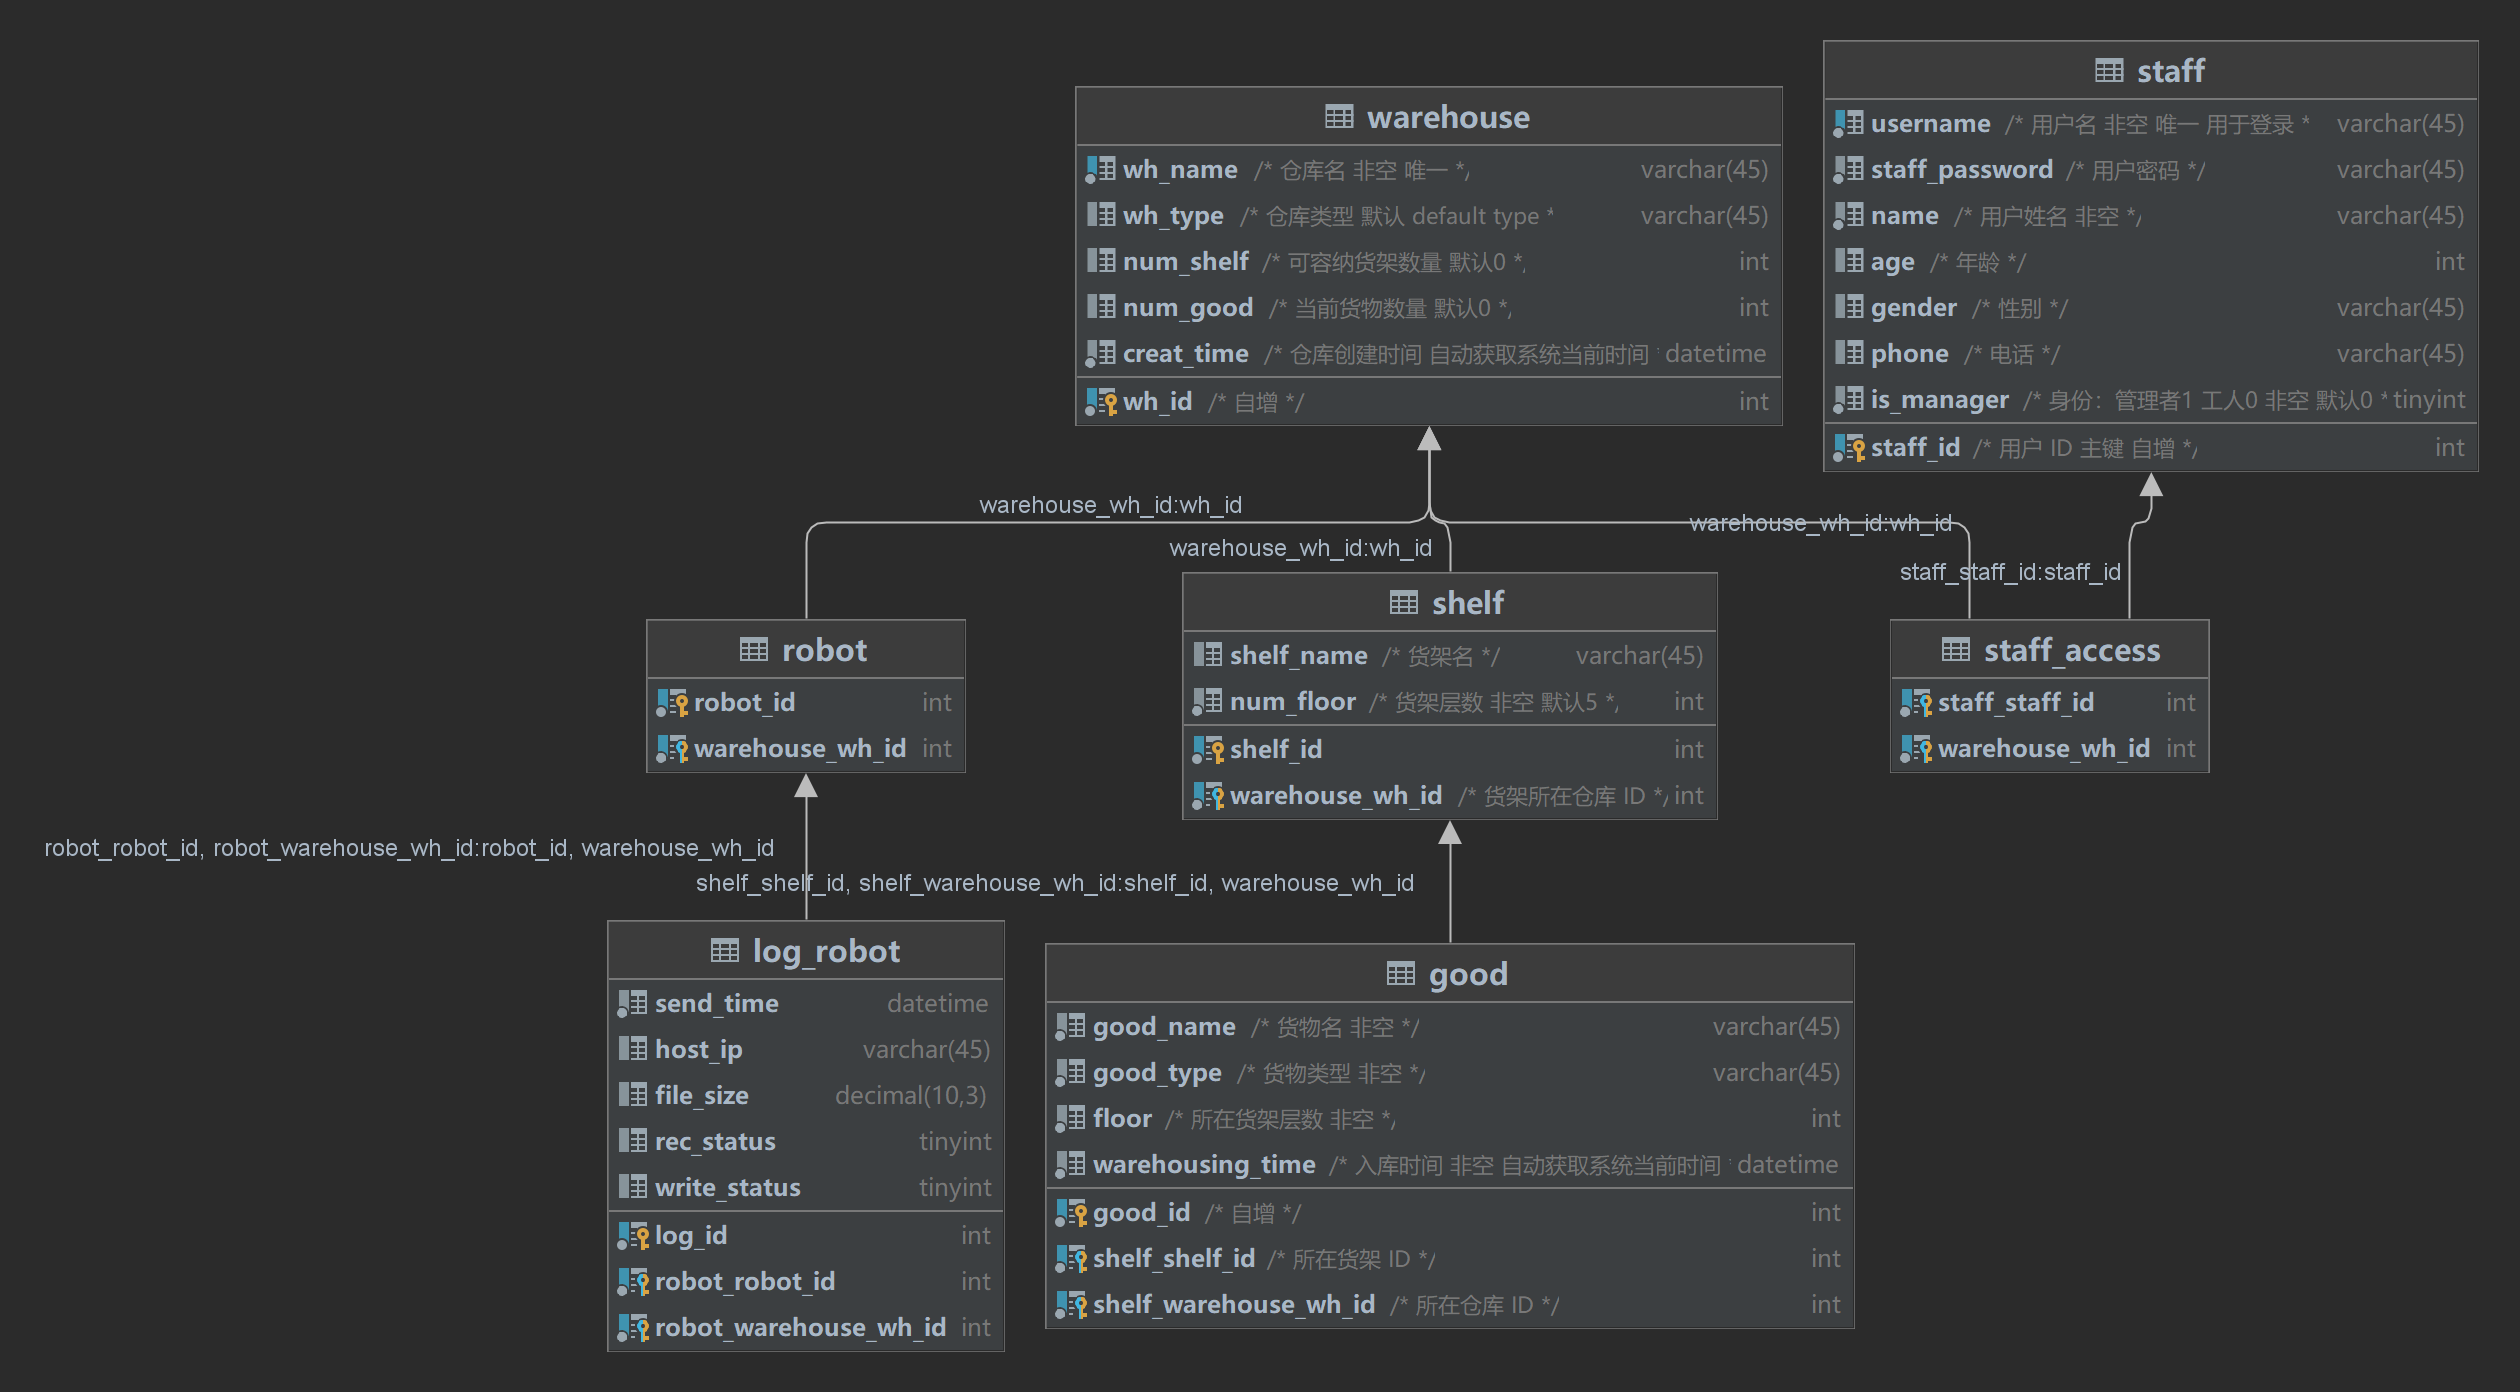 warehouse
wh_name /* 仓库名 非空 唯一 */ varchar(45)
wh_type /* 仓库类型 默认 default type * varchar(45)
num_shelf /* 可容纳货架数量 默认0 */ int
num_good /* 当前货物数量 默认0 */ int
creat_time /* 仓库创建时间 自动获取系统当前时间 datetime
wh_id /* 自增 */ int
staff
username /* 用户名 非空 唯一 用于登录 * varchar(45)
staff_password /* 用户密码 */ varchar(45)
name /* 用户姓名 非空 */ varchar(45)
age /* 年龄 */ int
gender /* 性别 */ varchar(45)
phone /* 电话 */ varchar(45)
is_manager /* 身份：管理者1 工人0 非空 默认0 * tinyint
staff_id /* 用户 ID 主键 自增 */ int
warehouse_wh_id:wh_id
warehouse_wh_id:wh_id
warehouse_wh_id:wh_id
staff_staff_id:staff_id
robot
robot_id int
warehouse_wh_id int
shelf
shelf_name /* 货架名 */ varchar(45)
num_floor /* 货架层数 非空 默认5 */ int
shelf_id int
warehouse_wh_id /* 货架所在仓库 ID */ int
staff_access
staff_staff_id int
warehouse_wh_id int
robot_robot_id, robot_warehouse_wh_id:robot_id, warehouse_wh_id
shelf_shelf_id, shelf_warehouse_wh_id:shelf_id, warehouse_wh_id
log_robot
send_time datetime
host_ip varchar(45)
file_size decimal(10,3)
rec_status tinyint
write_status tinyint
log_id int
robot_robot_id int
robot_warehouse_wh_id int
good
good_name /* 货物名 非空 */ varchar(45)
good_type /* 货物类型 非空 */ varchar(45)
floor /* 所在货架层数 非空 */ int
warehousing_time /* 入库时间 非空 自动获取系统当前时间 datetime
good_id /* 自增 */ int
shelf_shelf_id /* 所在货架 ID */ int
shelf_warehouse_wh_id /* 所在仓库 ID */ int